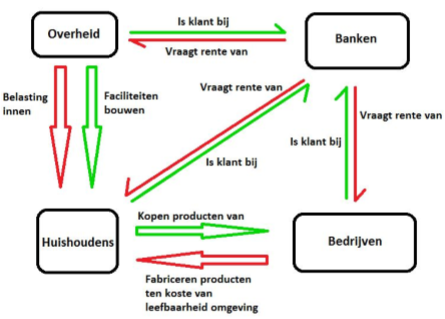 Overheid
Is klant bij
Vraagt rente van
Banken
Belasting
innen
Faciliteiten
bouwen
Vraagt rente van
Is klant bij
Is klant bij
Vraagt rente van
Huishoudens
Kopen producten van
Bedrijven
Fabriceren producten
ten koste van
leefbaarheid omgeving